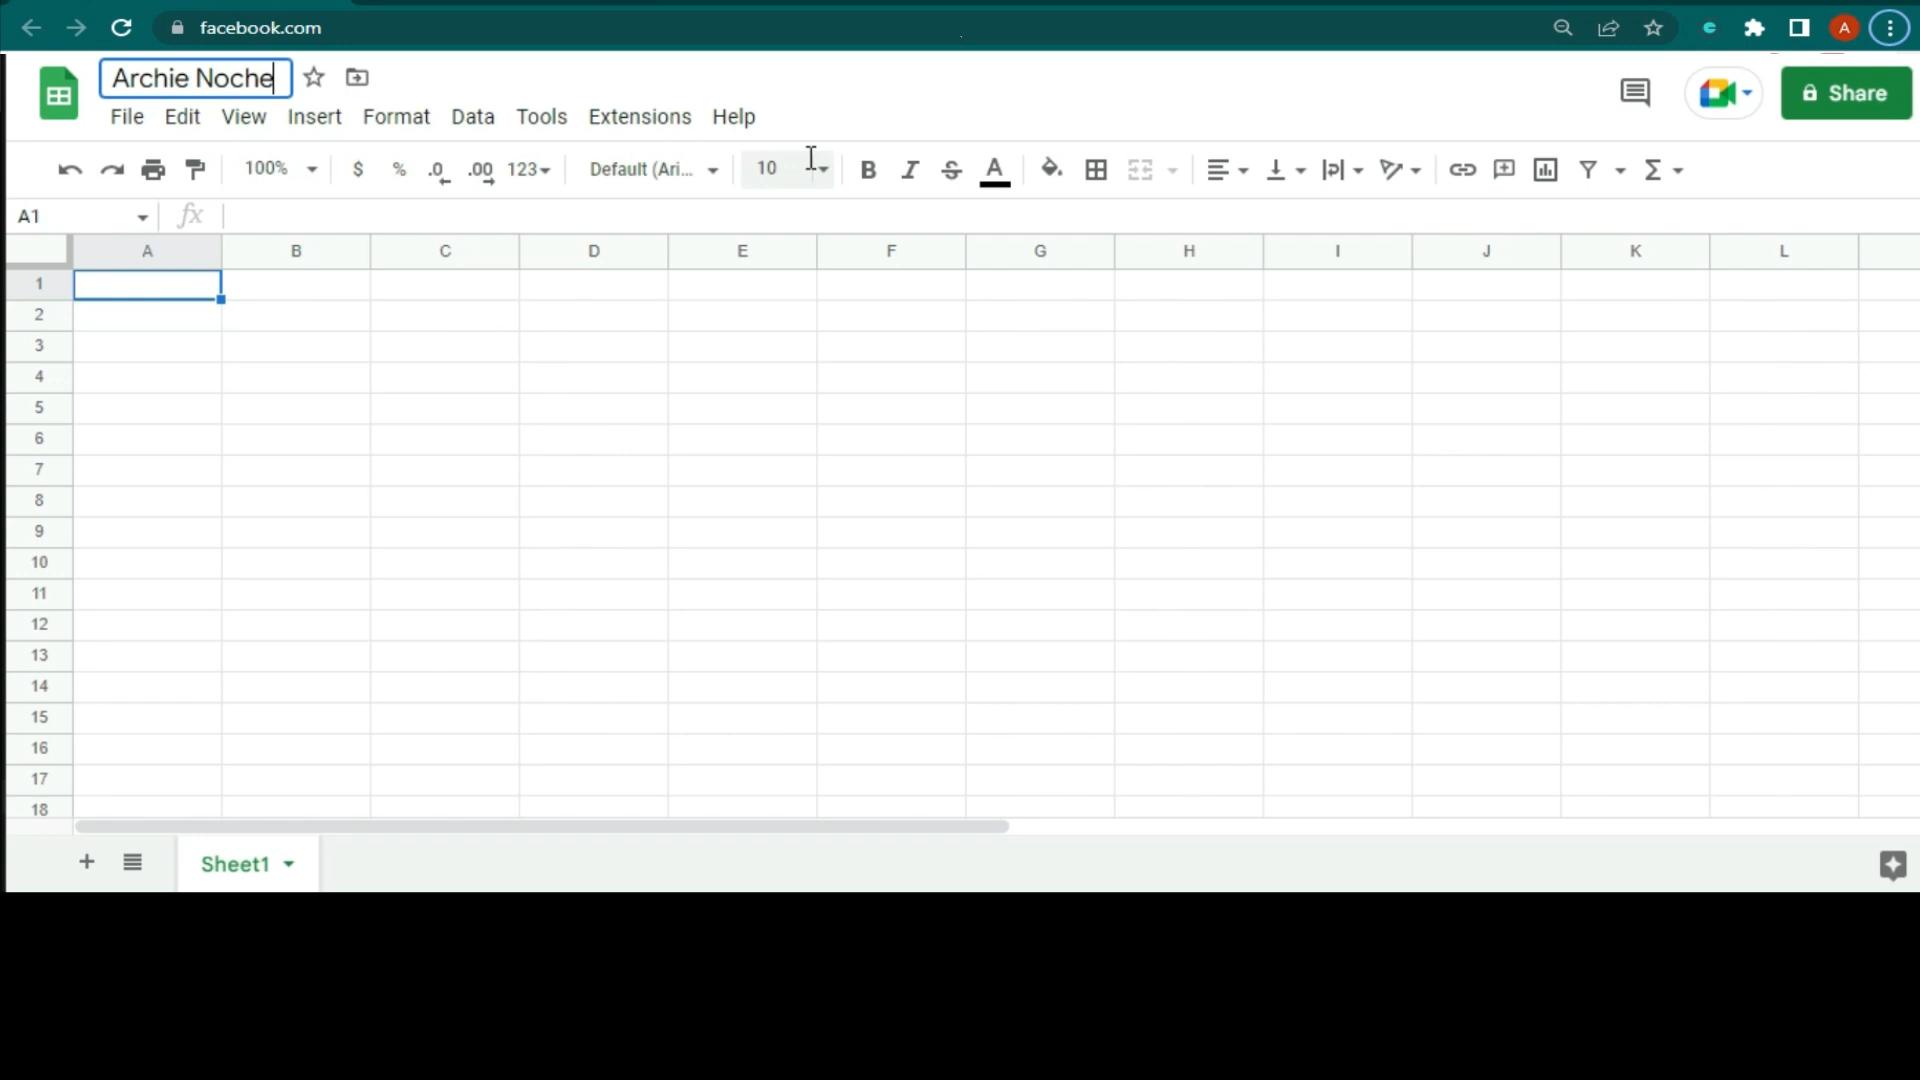 facebook.com
A
Archie Noche
Share
File Edit View Insert Format Data Tools Extensions Help
100% $ % .0 .00 123 Default (Ari... 10 B I S A Σ
A1 fx
A B C D E F G H I J K L
1
2
3
4
5
6
7
8
9
10
11
12
13
14
15
16
17
18
+ Sheet1